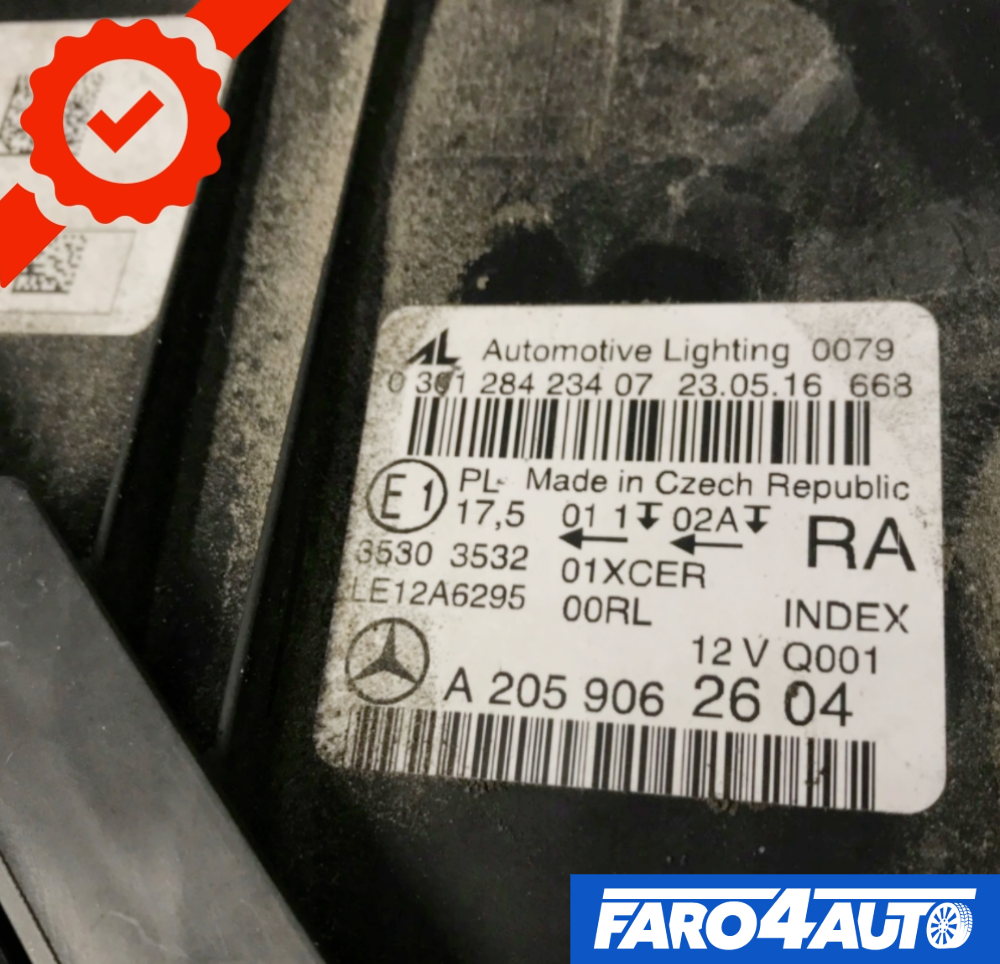 AL Automotive Lighting 0079
0 301 284 234 07 23.05.16 668
E1 PL- Made in Czech Republic
17,5 01 1 02A RA
3530 3532 01XCER
LE12A6295 00RL INDEX
12 V Q001
A 205 906 26 04
FARO4AUTO